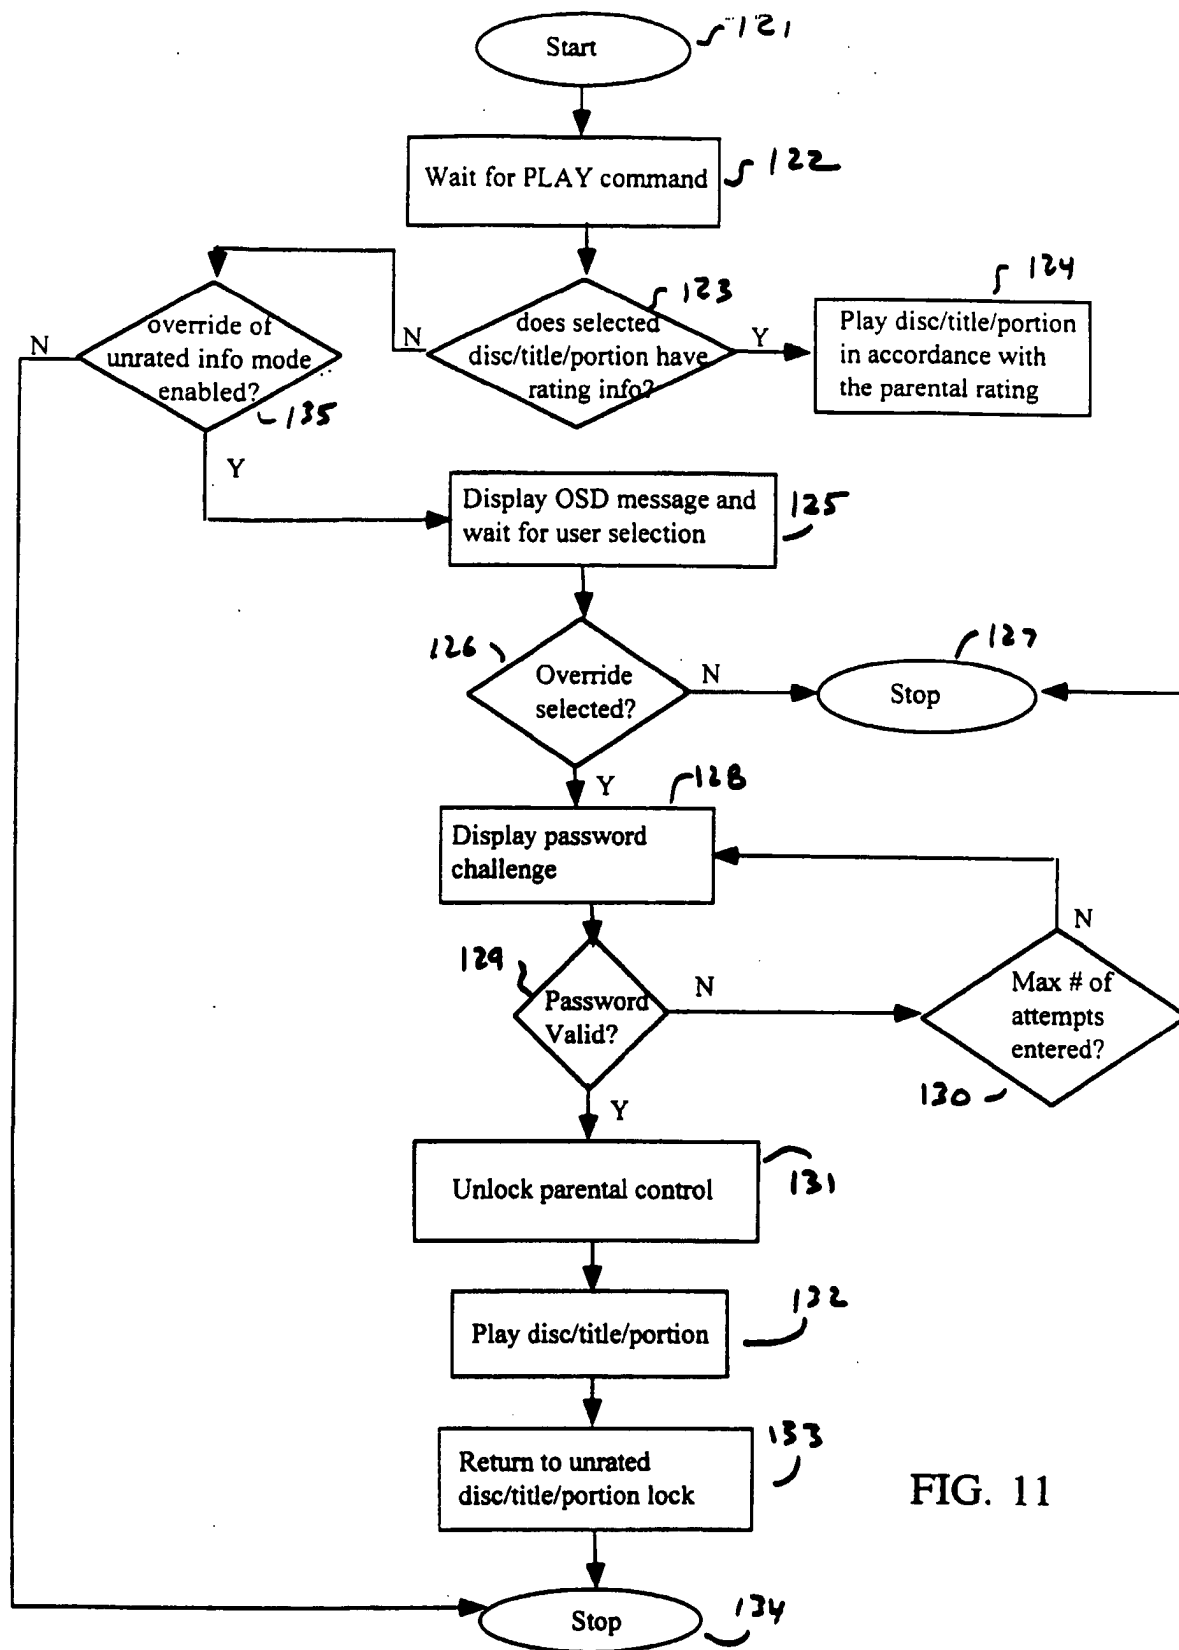 Start
121
Wait for PLAY command
122
does selected
disc/title/portion have
rating info?
123
N
Y
Play disc/title/portion
in accordance with
the parental rating
124
override of
unrated info mode
enabled?
135
N
Y
Display OSD message and
wait for user selection
125
126
Override
selected?
N
Stop
127
Y
128
Display password
challenge
129
Password
Valid?
N
Max # of
attempts
entered?
130
N
Y
Unlock parental control
131
Play disc/title/portion
132
Return to unrated
disc/title/portion lock
133
FIG. 11
Stop
134